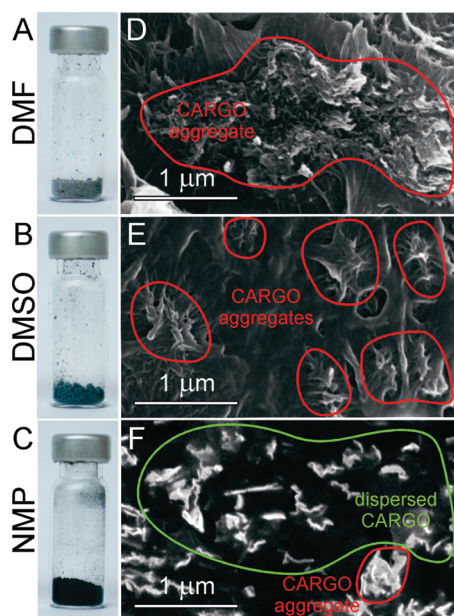 A
DMF
D
CARGO
aggregate
1 μm
B
DMSO
E
CARGO
aggregates
1 μm
C
NMP
F
dispersed
CARGO
CARGO
aggregate
1 μm